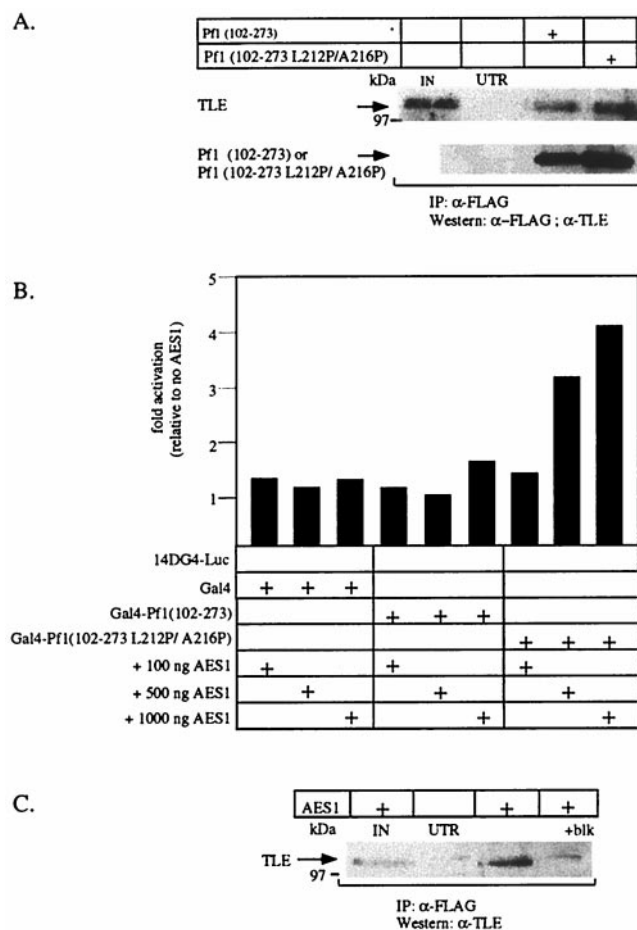 A.
Pf1 (102-273) +
Pf1 (102-273 L212P/A216P) +
kDa IN UTR
TLE
97
Pf1 (102-273) or
Pf1 (102-273 L212P/ A216P)
IP: α-FLAG
Western: α–FLAG ; α-TLE
B.
fold activation
(relative to no AES1)
5
4
3
2
1
14DG4-Luc
Gal4 + + +
Gal4-Pf1(102-273) + + +
Gal4-Pf1(102-273 L212P/ A216P) + + +
+ 100 ng AES1 + + +
+ 500 ng AES1 + + +
+ 1000 ng AES1 + + +
C.
AES1 + + +
kDa IN UTR +blk
TLE
97
IP: α-FLAG
Western: α-TLE